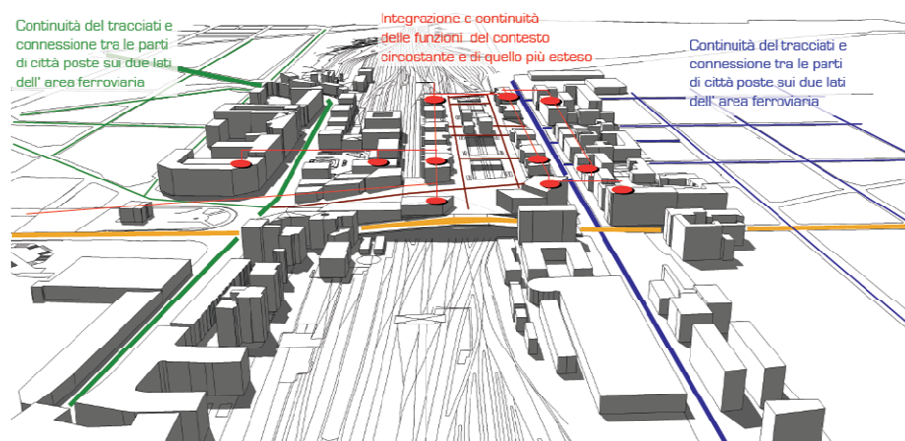 Continuità del tracciati e
connessione tra le parti
di città poste sui due lati
dell' area ferroviaria
Integrazione e continuità
delle funzioni del contesto
circostante e di quello più esteso
Continuità del tracciati e
connessione tra le parti
di città poste sui due lati
dell' area ferroviaria